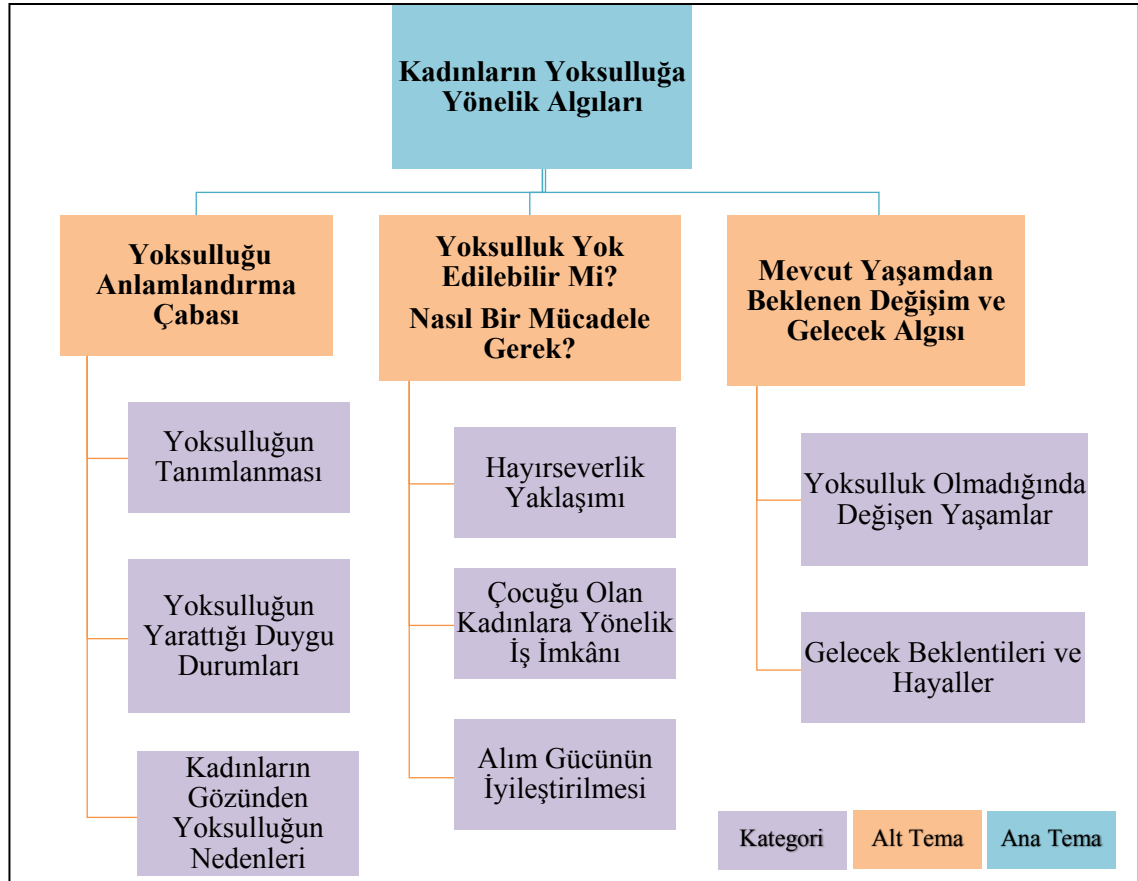 Kadınların Yoksulluğa
Yönelik Algıları
Yoksulluğu
Anlamlandırma
Çabası
Yoksulluğun
Tanımlanması
Yoksulluğun
Yarattığı Duygu
Durumları
Kadınların
Gözünden
Yoksulluğun
Nedenleri
Yoksulluk Yok
Edilebilir Mi?
Nasıl Bir Mücadele
Gerek?
Hayırseverlik
Yaklaşımı
Çocuğu Olan
Kadınlara Yönelik
İş İmkânı
Alım Gücünün
İyileştirilmesi
Mevcut Yaşamdan
Beklenen Değişim ve
Gelecek Algısı
Yoksulluk Olmadığında
Değişen Yaşamlar
Gelecek Beklentileri ve
Hayaller
Kategori
Alt Tema
Ana Tema